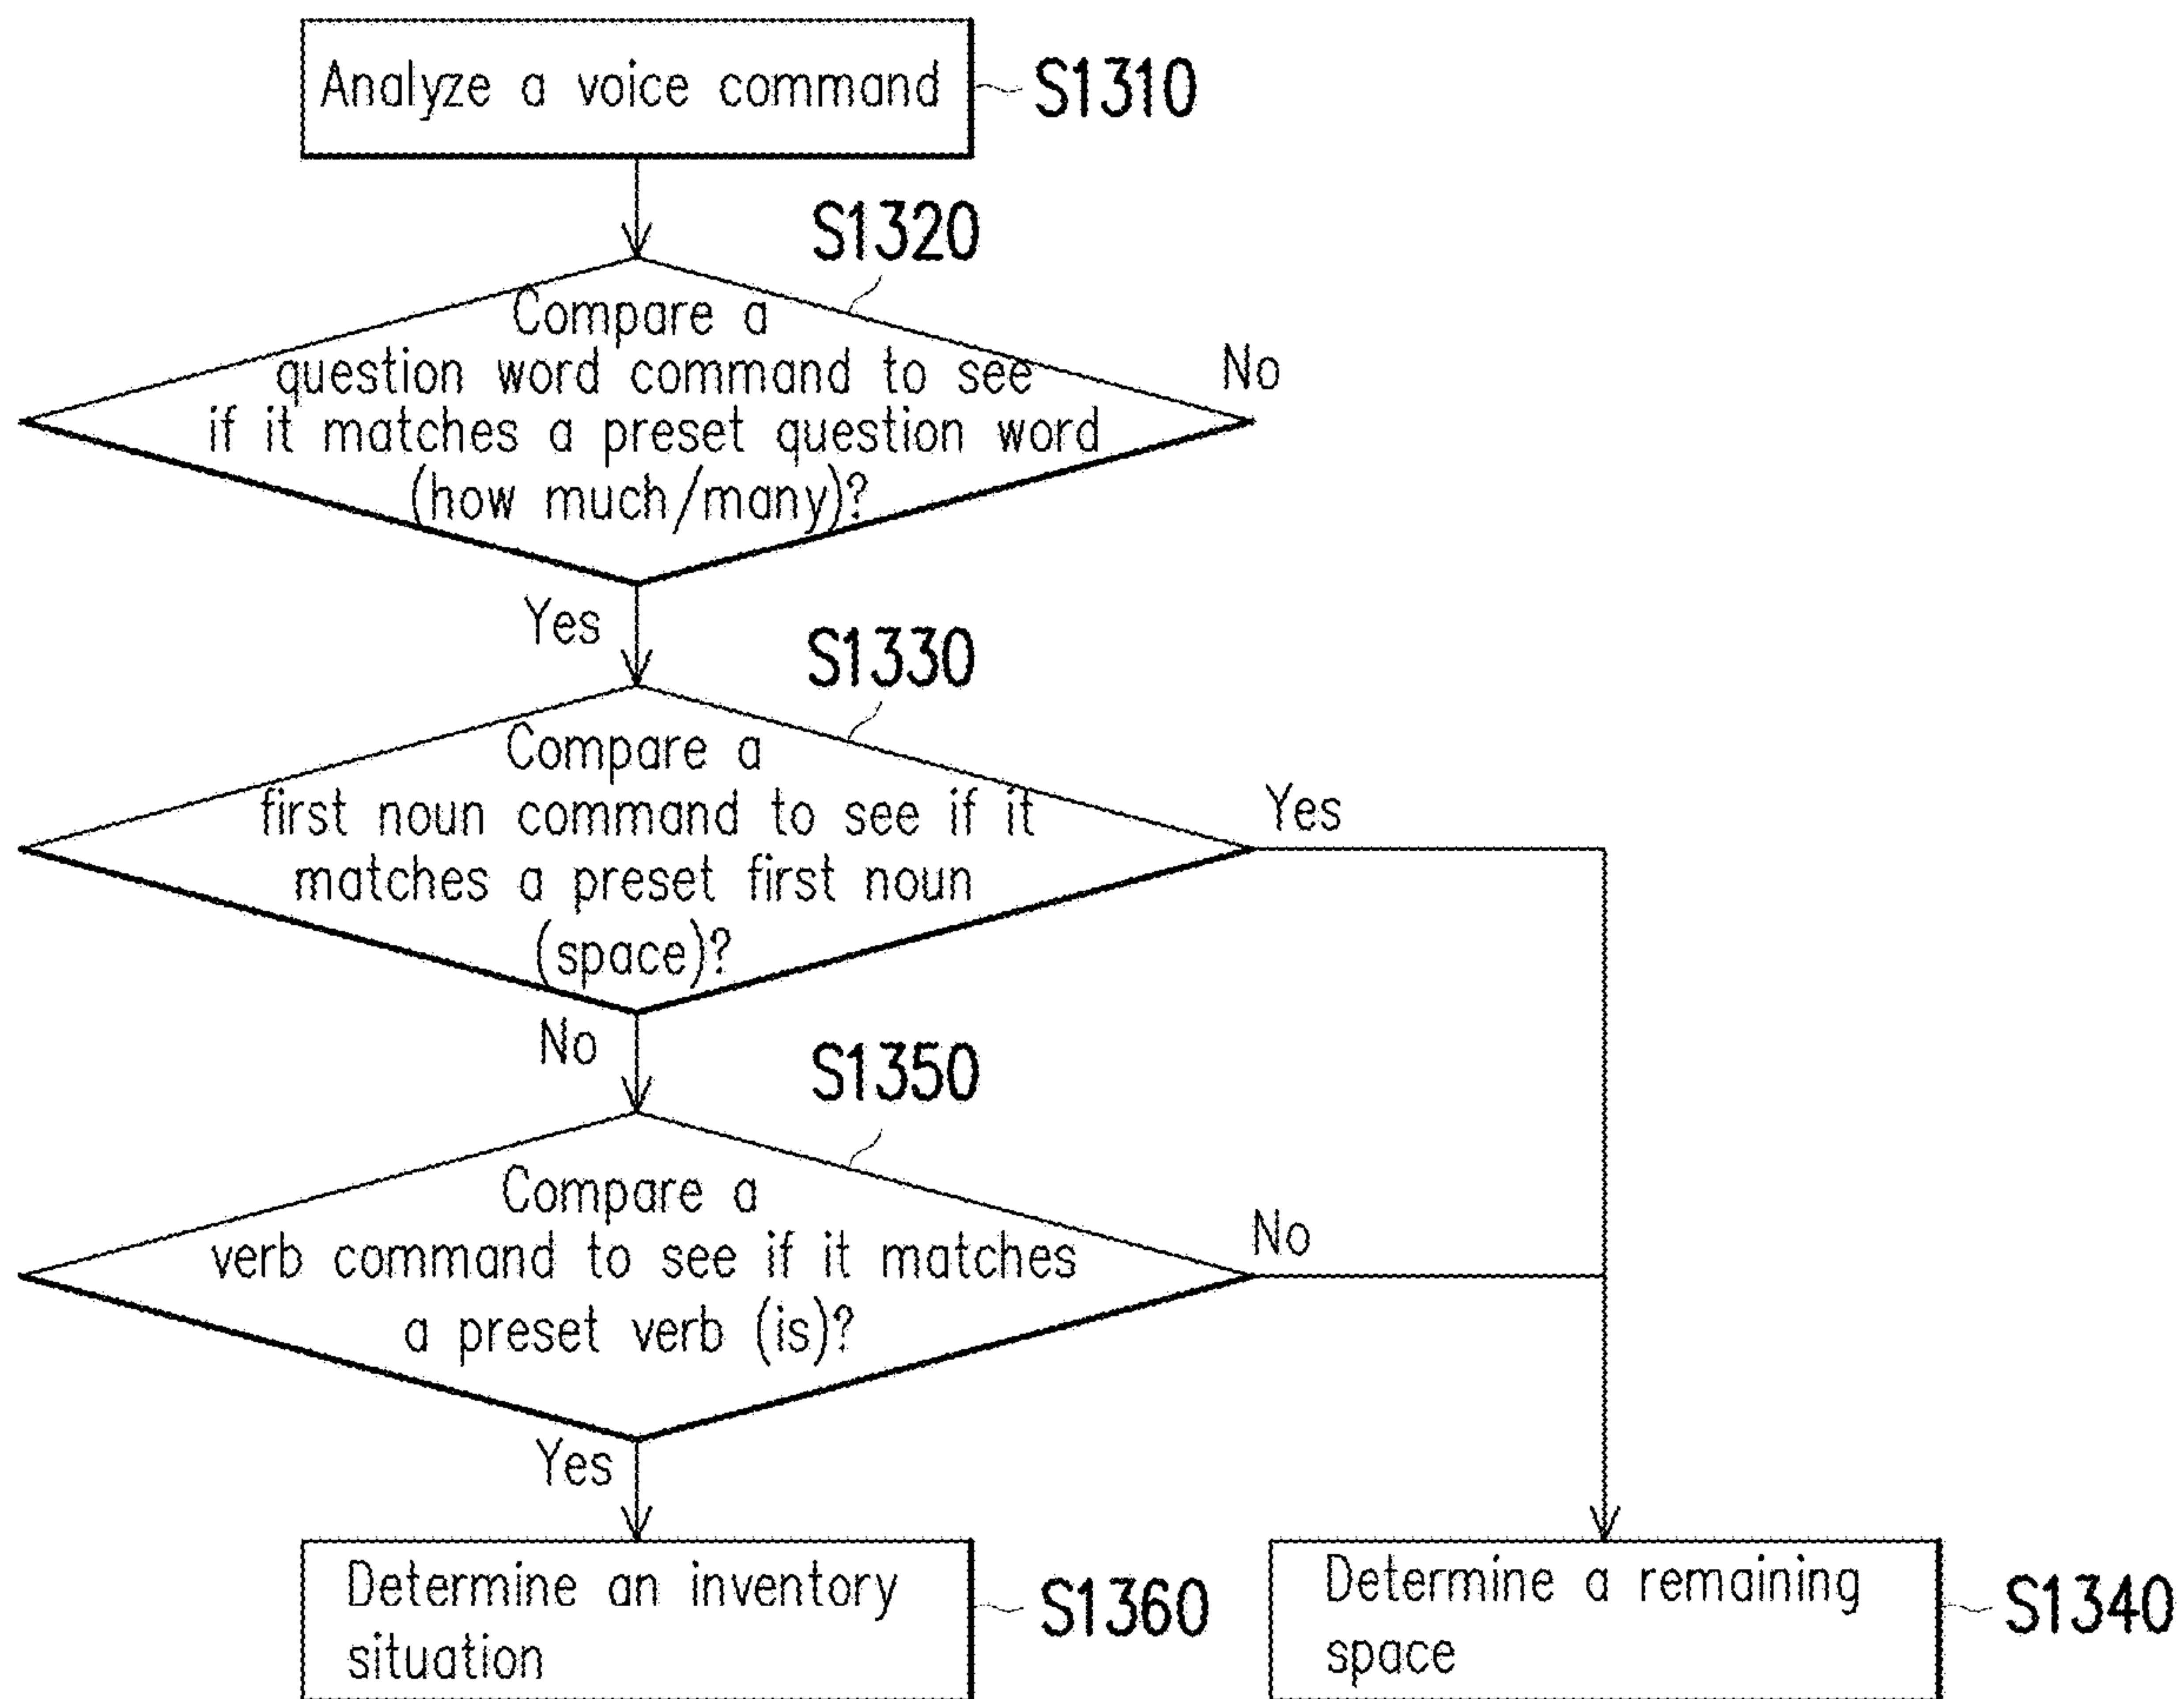 Analyze a voice command
S1310
S1320
Compare a
question word command to see
if it matches a preset question word
(how much/many)?
No
Yes
S1330
Compare a
first noun command to see if it
matches a preset first noun
(space)?
Yes
No
S1350
Compare a
verb command to see if it matches
a preset verb (is)?
No
Yes
Determine an inventory
situation
S1360
Determine a remaining
space
S1340